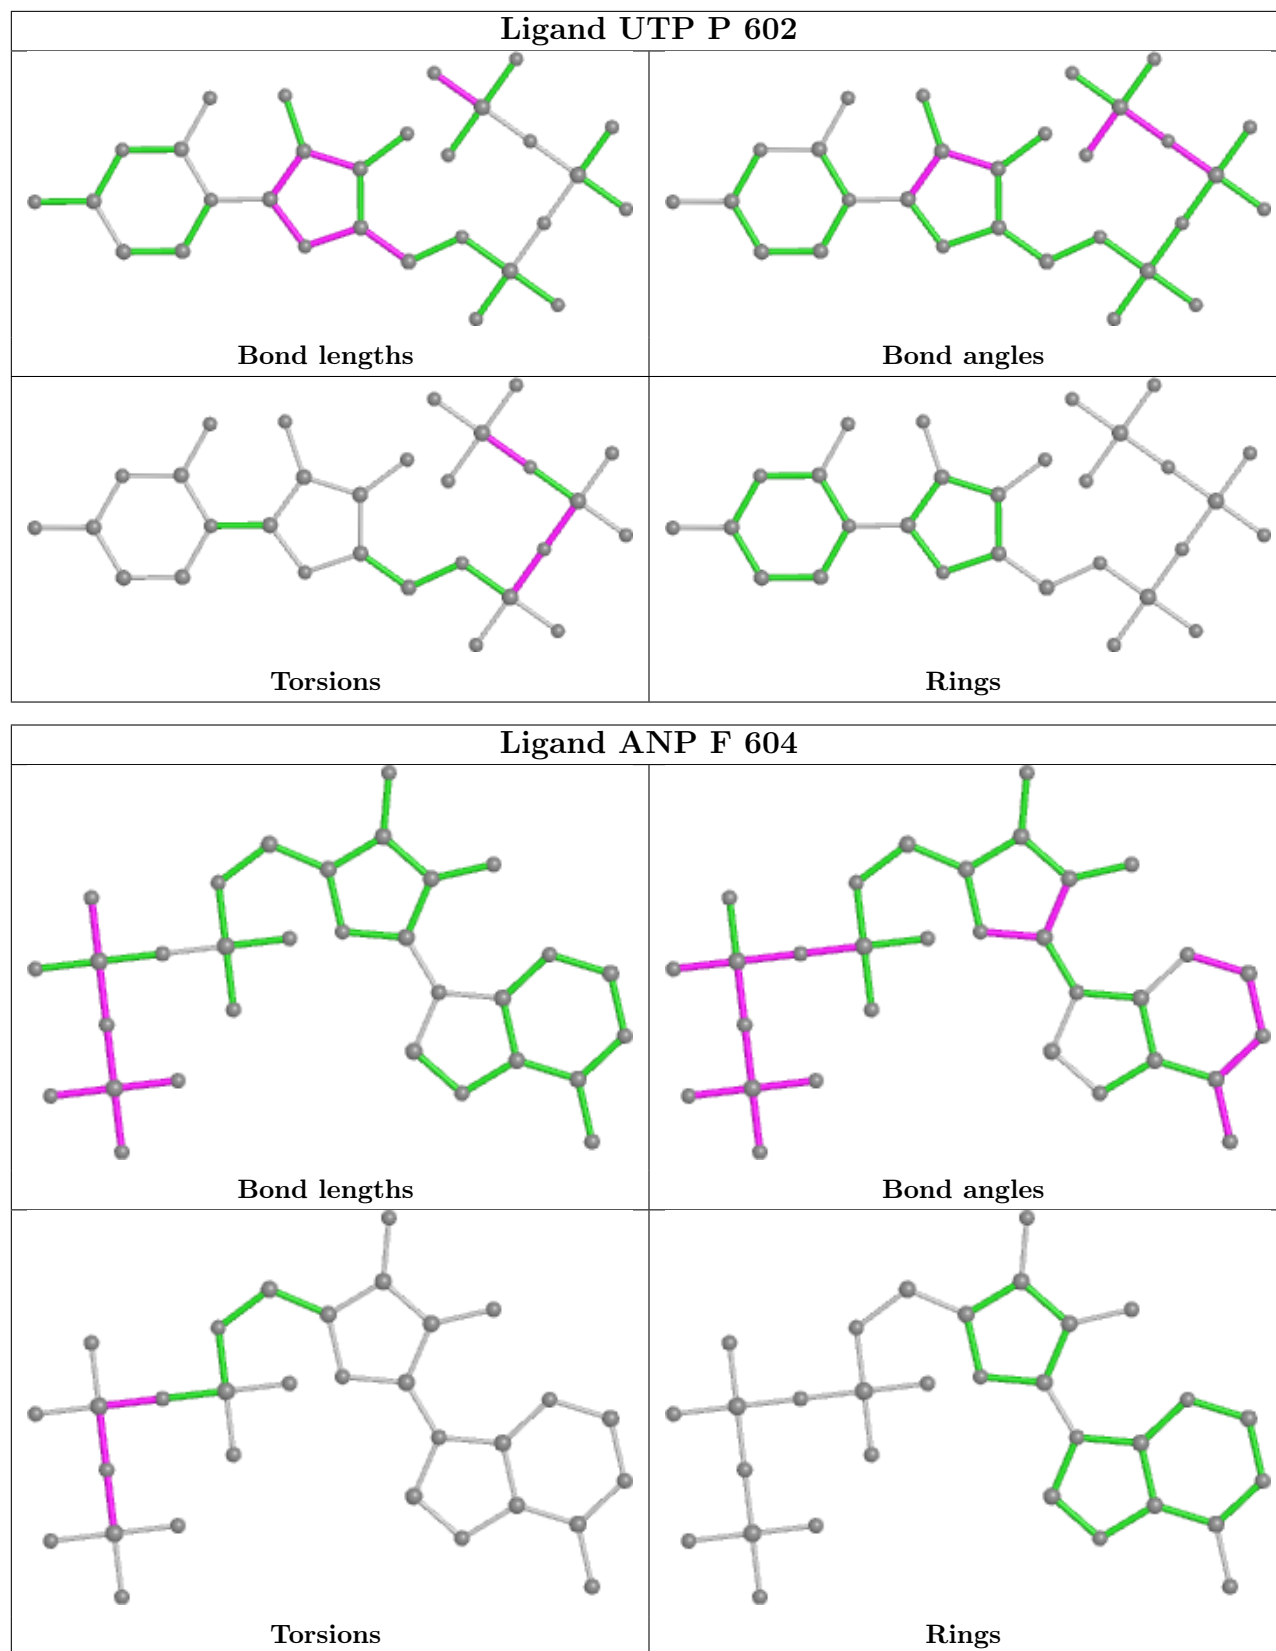 Ligand UTP P 602
Bond lengths
Bond angles
Torsions
Rings
Ligand ANP F 604
Bond lengths
Bond angles
Torsions
Rings